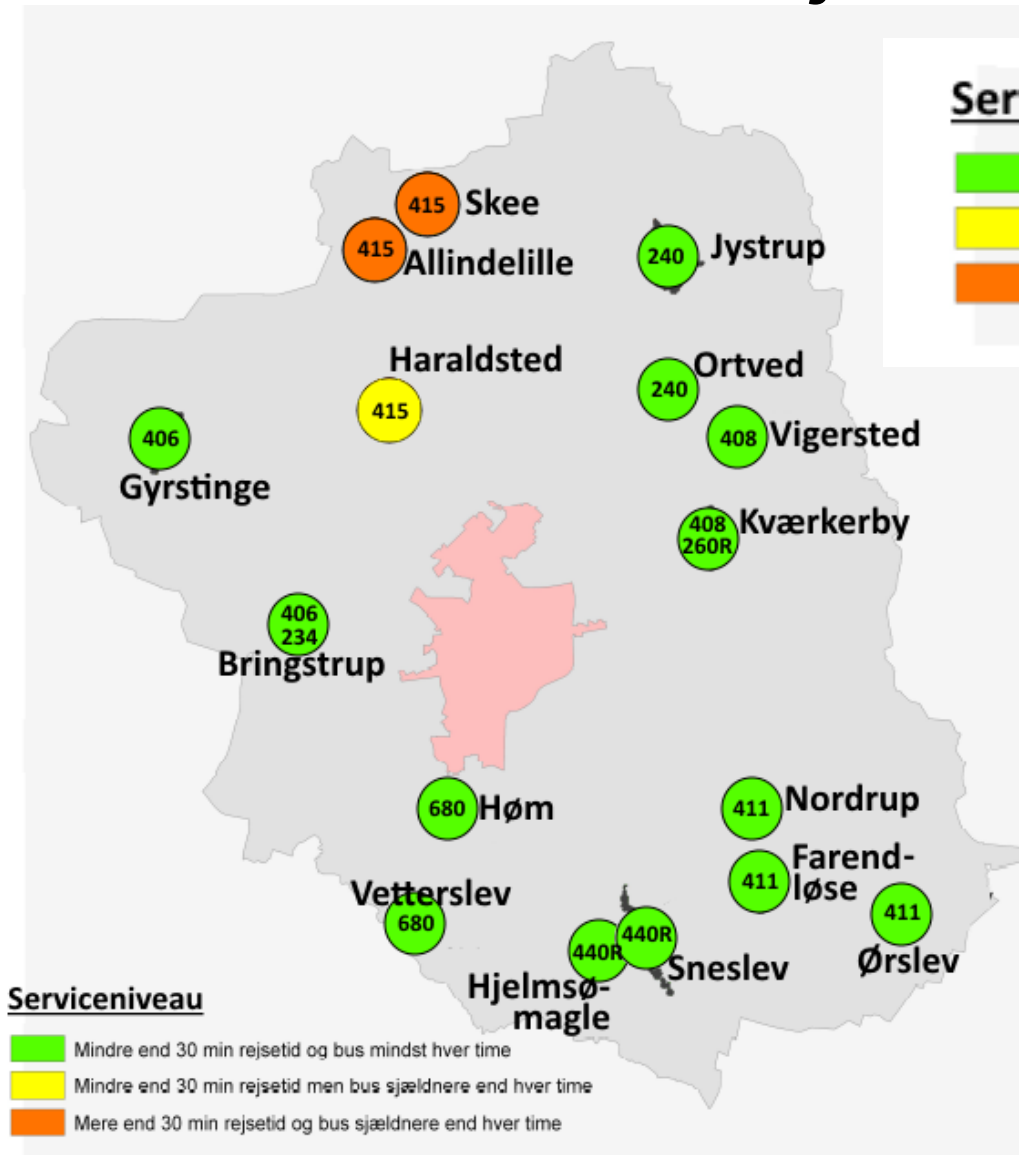 Ser
415
Skee
415
Allindelille
240
Jystrup
Haraldsted
415
Ortved
240
408
Vigersted
406
Gyrstinge
408
260R
Kværkerby
406
234
Bringstrup
680
Høm
411
Nordrup
Farend-
løse
411
Vetterslev
680
411
Ørslev
440R
440R
Sneslev
Hjelmsø-
magle
Serviceniveau
Mindre end 30 min rejsetid og bus mindst hver time
Mindre end 30 min rejsetid men bus sjældnere end hver time
Mere end 30 min rejsetid og bus sjældnere end hver time